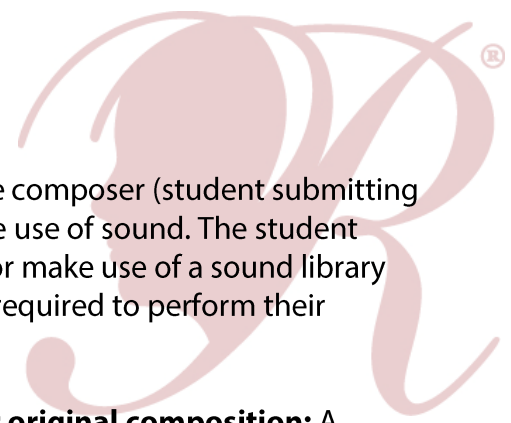 R®
e composer (student submitting
e use of sound. The student
or make use of a sound library
required to perform their
original composition: A